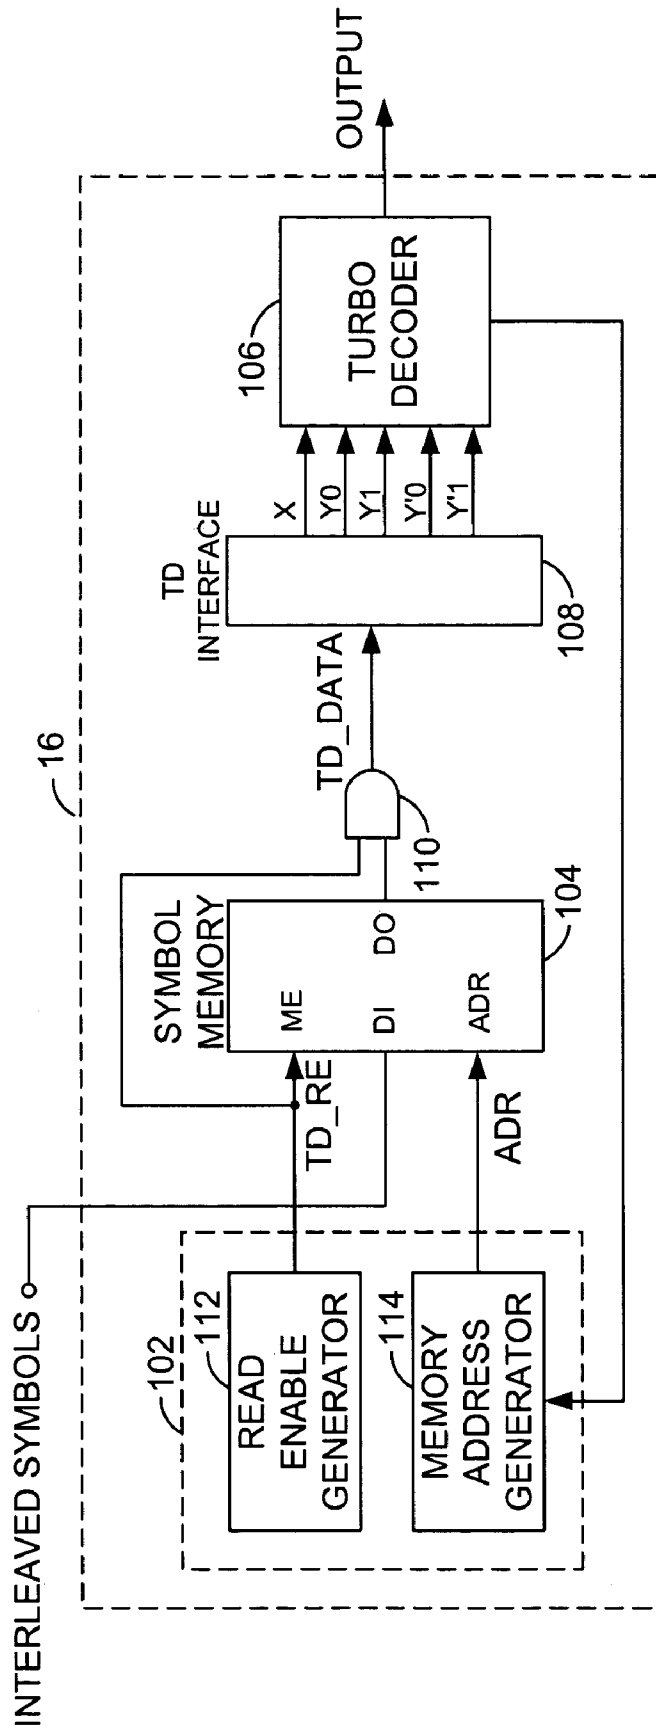 INTERLEAVED SYMBOLS
16
102
112
READ
ENABLE
GENERATOR
114
MEMORY
ADDRESS
GENERATOR
TD_RE
ADR
SYMBOL
MEMORY
ME
DI
DO
ADR
104
110
TD_DATA
TD
INTERFACE
108
X
Y0
Y1
Y'0
Y'1
106
TURBO
DECODER
OUTPUT